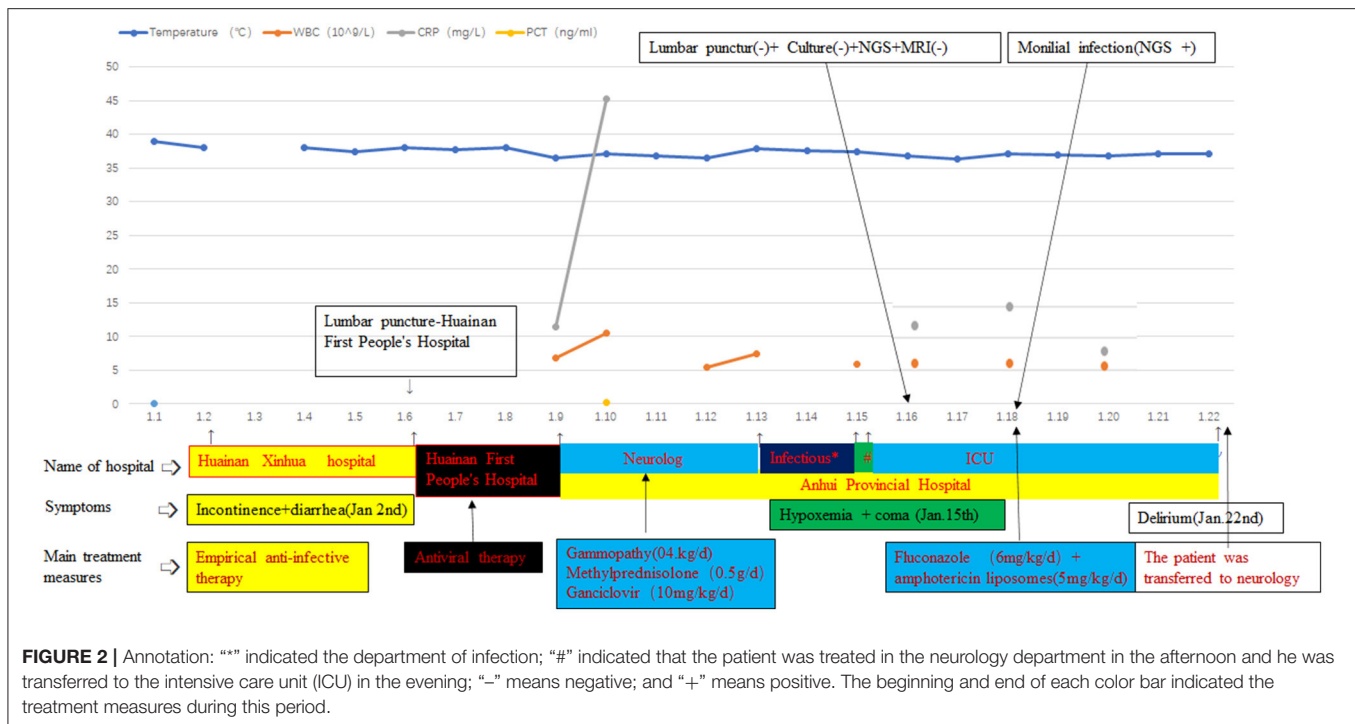 Temperature （℃） WBC (10^9/L) CRP (mg/L) PCT (ng/ml)
Lumbar punctur(-)+ Culture(-)+NGS+MRI(-)
Monilial infection(NGS +)
50
45
40
35
30
25
20
15
10
5
0
Lumbar puncture-Huainan
First People's Hospital
1.1 1.2 1.3 1.4 1.5 1.6 1.7 1.8 1.9 1.10 1.11 1.12 1.13 1.14 1.15 1.16 1.17 1.18 1.19 1.20 1.21 1.22
Name of hospital
Huainan Xinhua hospital
Huainan First
People's Hospital
Neurolog
Infectious*
#
ICU
Anhui Provincial Hospital
Symptoms
Incontinence+diarrhea(Jan 2nd)
Hypoxemia + coma (Jan.15th)
Delirium(Jan.22nd)
Main treatment
measures
Empirical anti-infective
therapy
Antiviral therapy
Gammopathy(04.kg/d)
Methylprednisolone (0.5g/d)
Ganciclovir (10mg/kg/d)
Fluconazole (6mg/kg/d) +
amphotericin liposomes(5mg/kg/d)
The patient was
transferred to neurology
FIGURE 2 | Annotation: “*” indicated the department of infection; “#” indicated that the patient was treated in the neurology department in the afternoon and he was
transferred to the intensive care unit (ICU) in the evening; “–” means negative; and “+” means positive. The beginning and end of each color bar indicated the
treatment measures during this period.